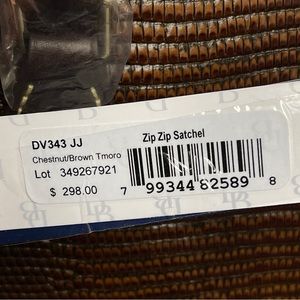 DV343 JJ
Zip Zip Satchel
Chestnut/Brown Tmoro
Lot 349267921
$ 298.00
7 99344 82589 8